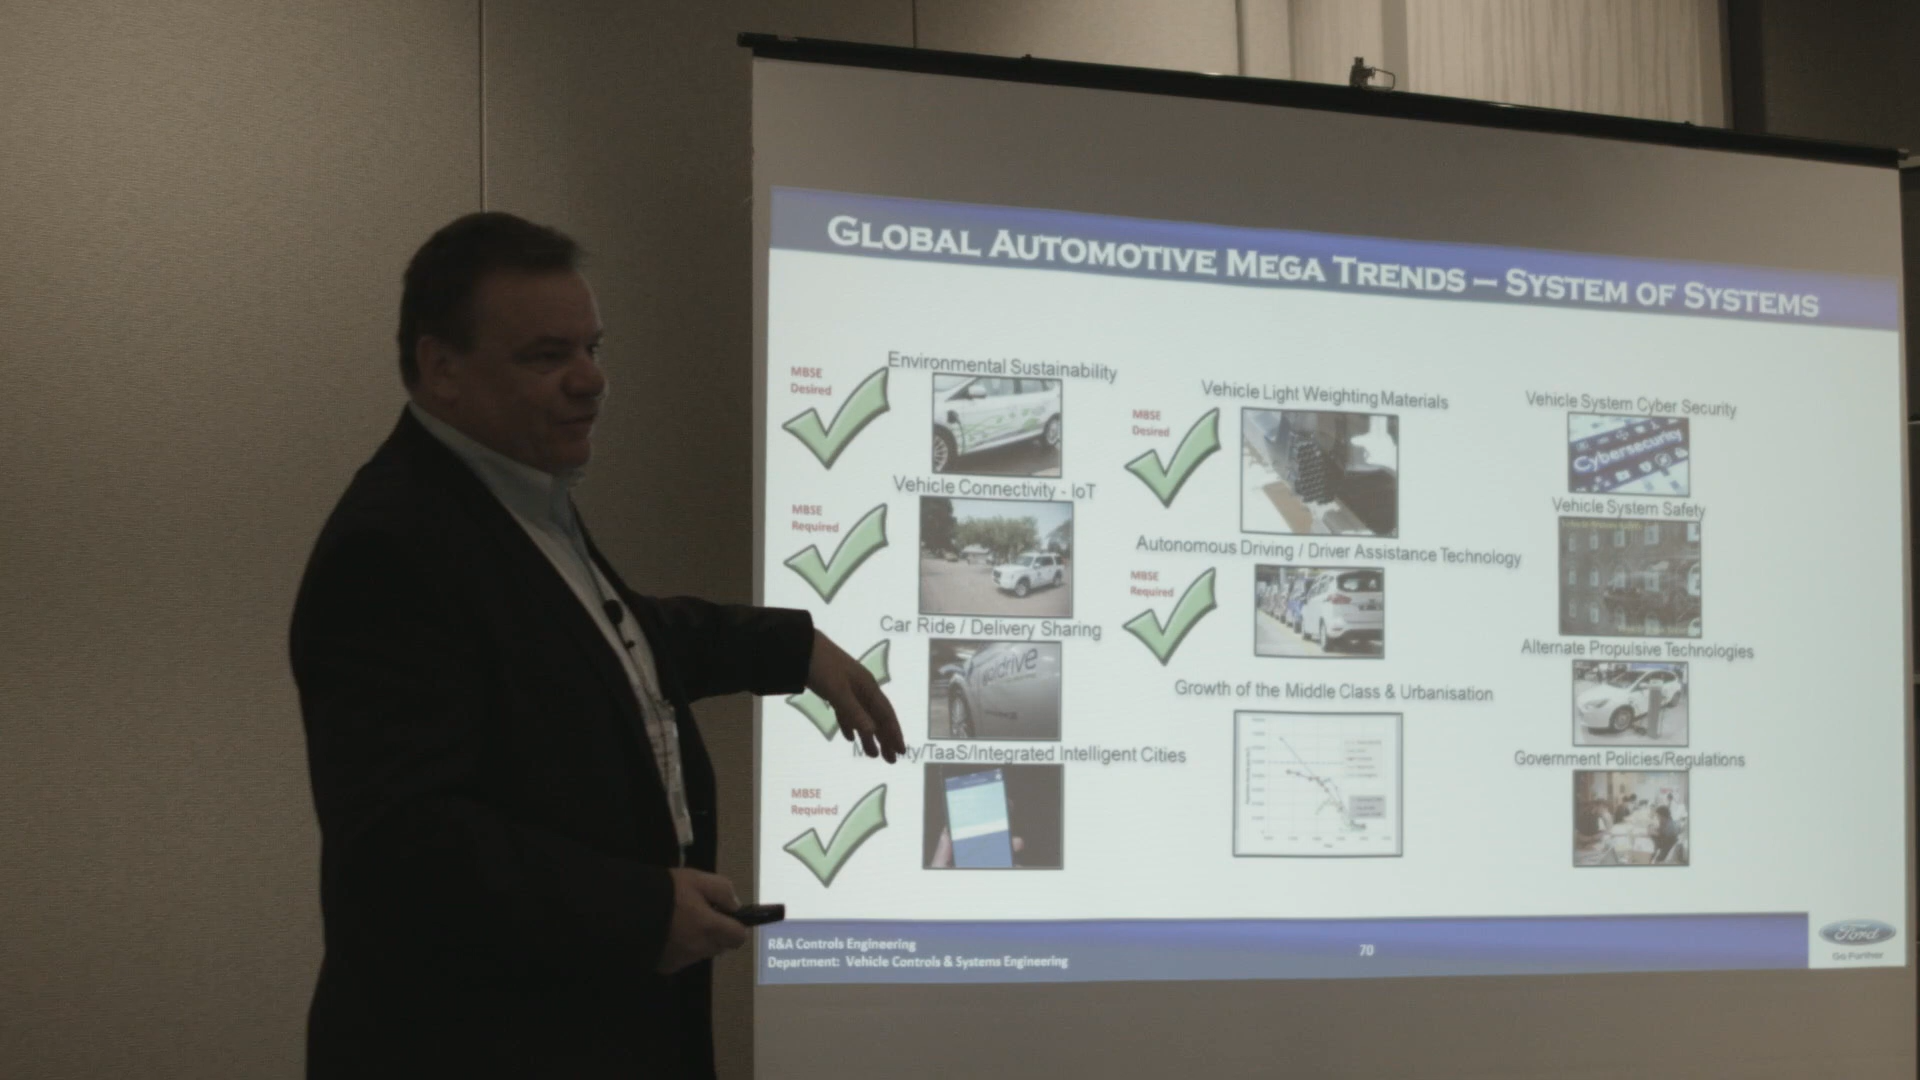 GLOBAL AUTOMOTIVE MEGA TRENDS – SYSTEM OF SYSTEMS
MBSE
Desired
Environmental Sustainability
MBSE
Required
Vehicle Connectivity - IoT
Car Ride / Delivery Sharing
drive
/TaaS/Integrated Intelligent Cities
MBSE
Required
Vehicle Light Weighting Materials
MBSE
Desired
Autonomous Driving / Driver Assistance Technology
MBSE
Required
Growth of the Middle Class & Urbanisation
Vehicle System Cyber Security
Cybersecurity
Vehicle System Safety
Alternate Propulsive Technologies
Government Policies/Regulations
R&A Controls Engineering
Department: Vehicle Controls & Systems Engineering
70
Ford
Go Further